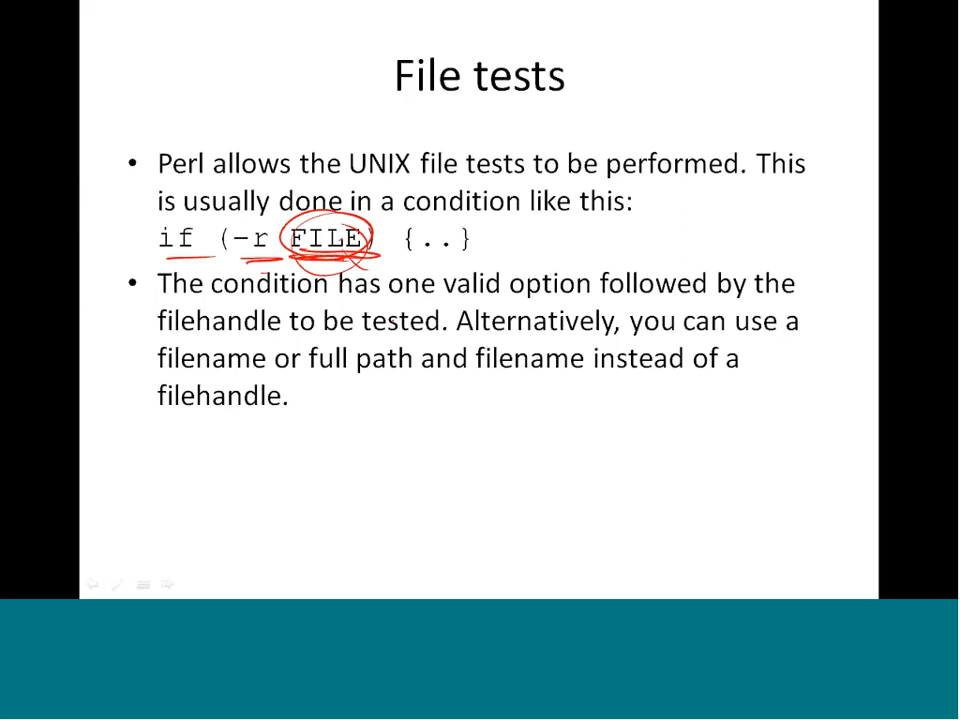 File tests
• Perl allows the UNIX file tests to be performed. This
is usually done in a condition like this:
if (-r FILE) {..}
• The condition has one valid option followed by the
filehandle to be tested. Alternatively, you can use a
filename or full path and filename instead of a
filehandle.